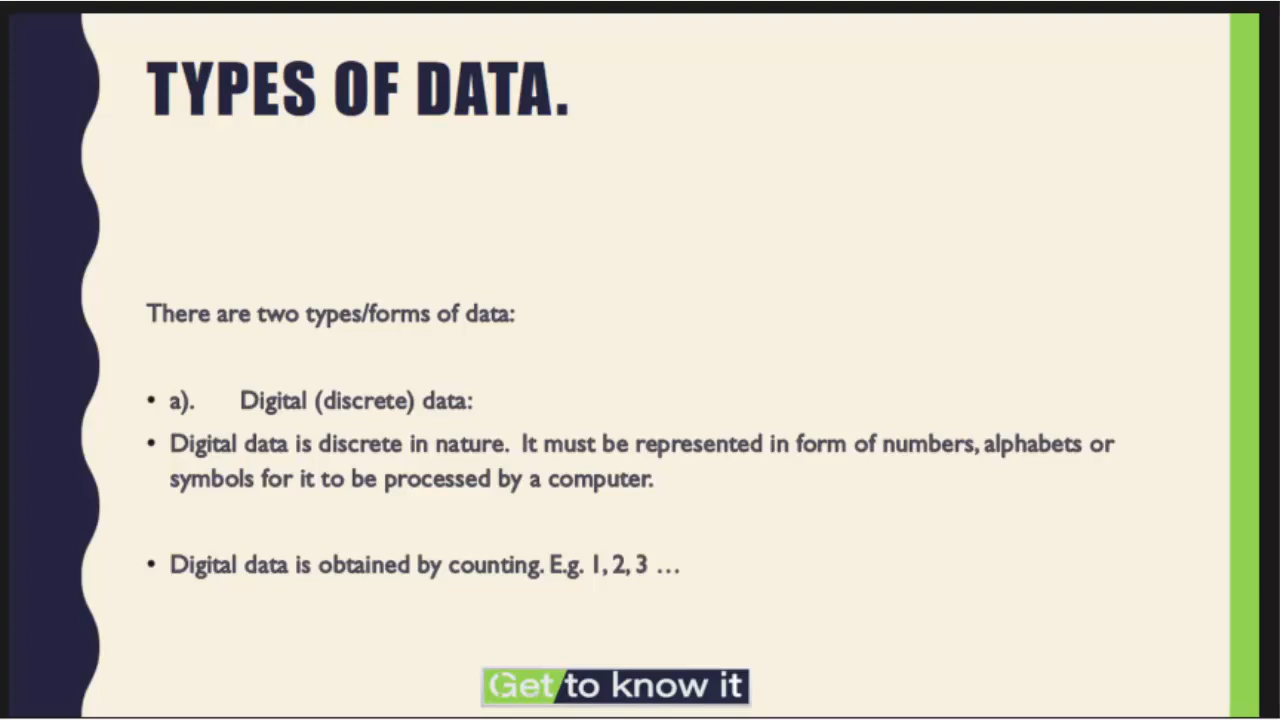 TYPES OF DATA.
There are two types/forms of data:
• a). Digital (discrete) data:
• Digital data is discrete in nature. It must be represented in form of numbers, alphabets or
symbols for it to be processed by a computer.
• Digital data is obtained by counting. E.g. 1, 2, 3 …
Get to know it